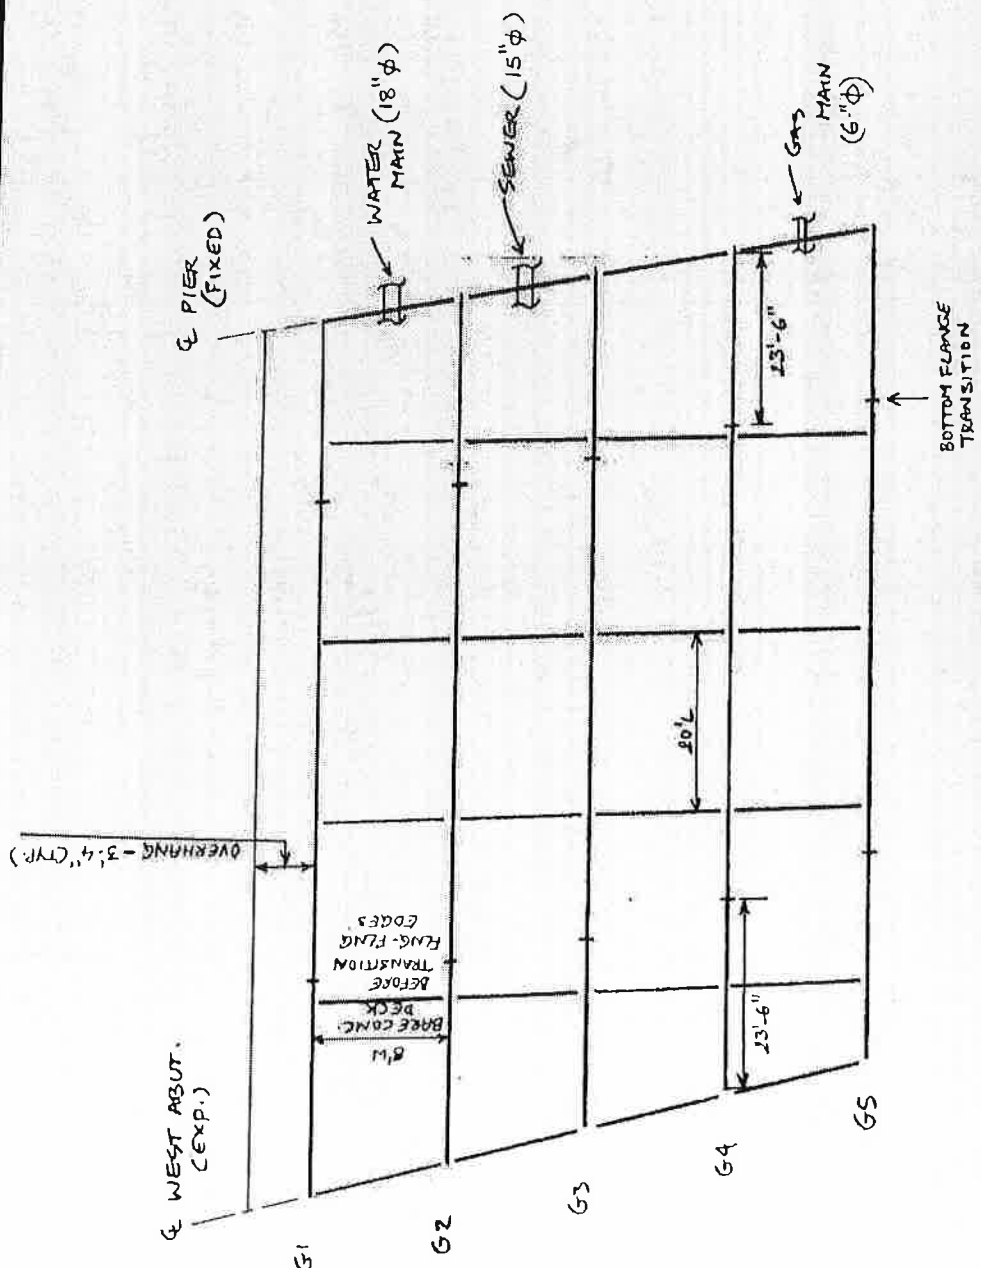 ℄ PIER
(FIXED)
WATER
MAIN (18"ϕ)
SEWER (15"ϕ)
GAS
MAIN
(6"ϕ)
23'-6"
BOTTOM FLANGE
TRANSITION
20'L
OVERHANG - 3'-4" (TYP.)
8'W
BARE CONC.
DECK
BEFORE
TRANSITION
FLNG-FLNG
EDGES
23'-6"
℄ WEST ABUT.
(EXP.)
G1
G2
G3
G4
G5